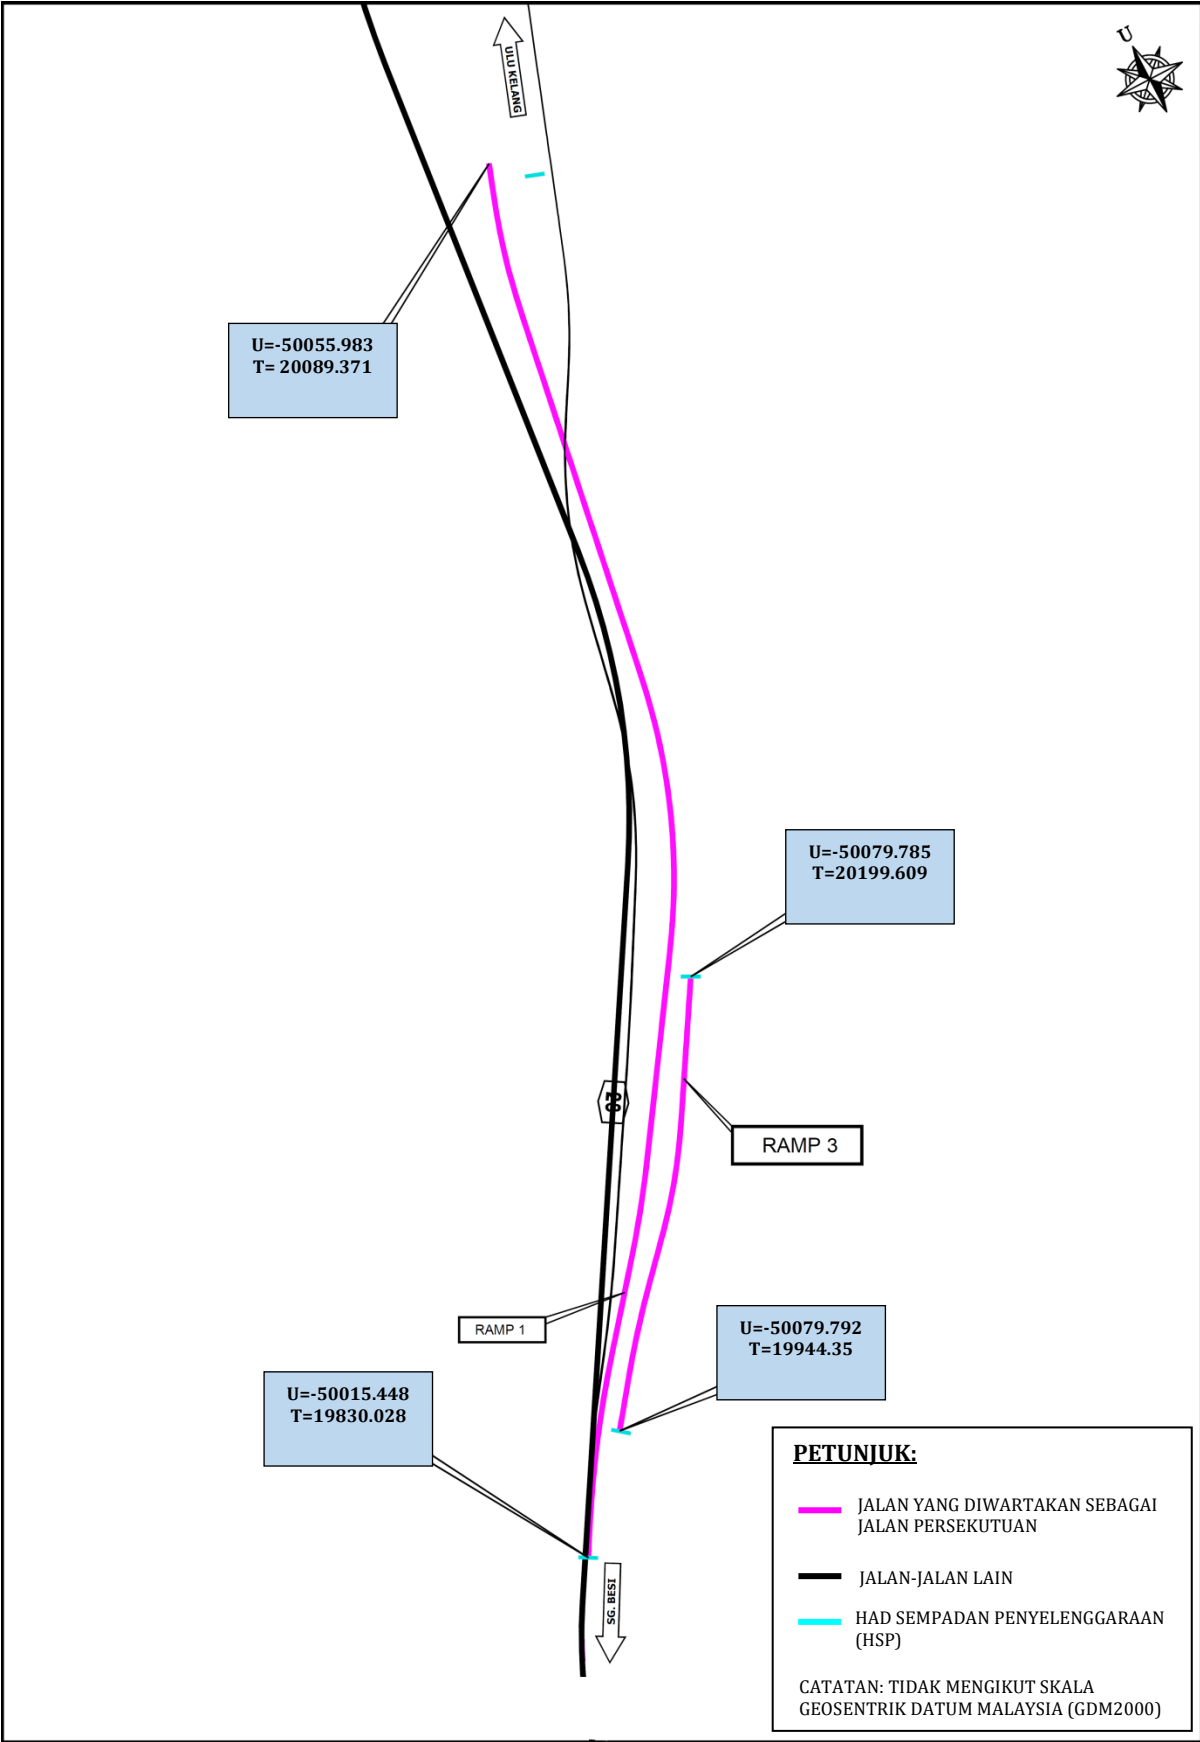 U
ULU KELANG
U=-50055.983
T= 20089.371
U=-50079.785
T=20199.609
28
RAMP 3
RAMP 1
U=-50079.792
T=19944.35
U=-50015.448
T=19830.028
SG. BESI
PETUNJUK:
JALAN YANG DIWARTAKAN SEBAGAI
JALAN PERSEKUTUAN
JALAN-JALAN LAIN
HAD SEMPADAN PENYELENGGARAAN
(HSP)
CATATAN: TIDAK MENGIKUT SKALA
GEOSENTRIK DATUM MALAYSIA (GDM2000)